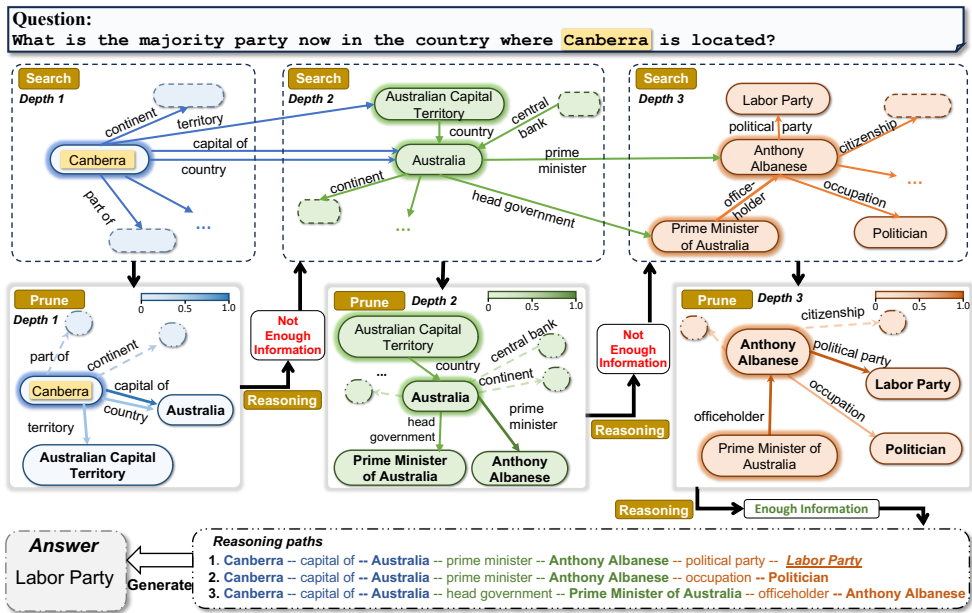 Question:
What is the majority party now in the country where Canberra is located?
Search
Depth 1
continent
territory
capital of
Canberra
country
part of
...
Search
Depth 2
Australian Capital
Territory
central
bank
country
Australia
prime
minister
continent
head government
...
Search
Depth 3
Labor Party
political party
citizenship
Anthony
Albanese
...
office-
holder
occupation
Prime Minister
of Australia
Politician
Prune
Depth 1
0
0.5
1.0
part of
continent
Canberra
capital of
country
Australia
territory
Australian Capital
Territory
Not
Enough
Information
Reasoning
Prune
Depth 2
0
0.5
1.0
Australian Capital
Territory
central bank
country
...
continent
Australia
head
government
prime
minister
Prime Minister
of Australia
Anthony
Albanese
Not
Enough
Information
Reasoning
Prune
Depth 3
0
0.5
1.0
citizenship
Anthony
Albanese
political party
Labor Party
occupation
officeholder
Prime Minister of
Australia
Politician
Reasoning
Enough Information
Answer
Labor Party
Generate
Reasoning paths
1. Canberra -- capital of -- Australia -- prime minister -- Anthony Albanese -- political party -- Labor Party
2. Canberra -- capital of -- Australia -- prime minister -- Anthony Albanese -- occupation -- Politician
3. Canberra -- capital of -- Australia -- head government -- Prime Minister of Australia -- officeholder -- Anthony Albanese